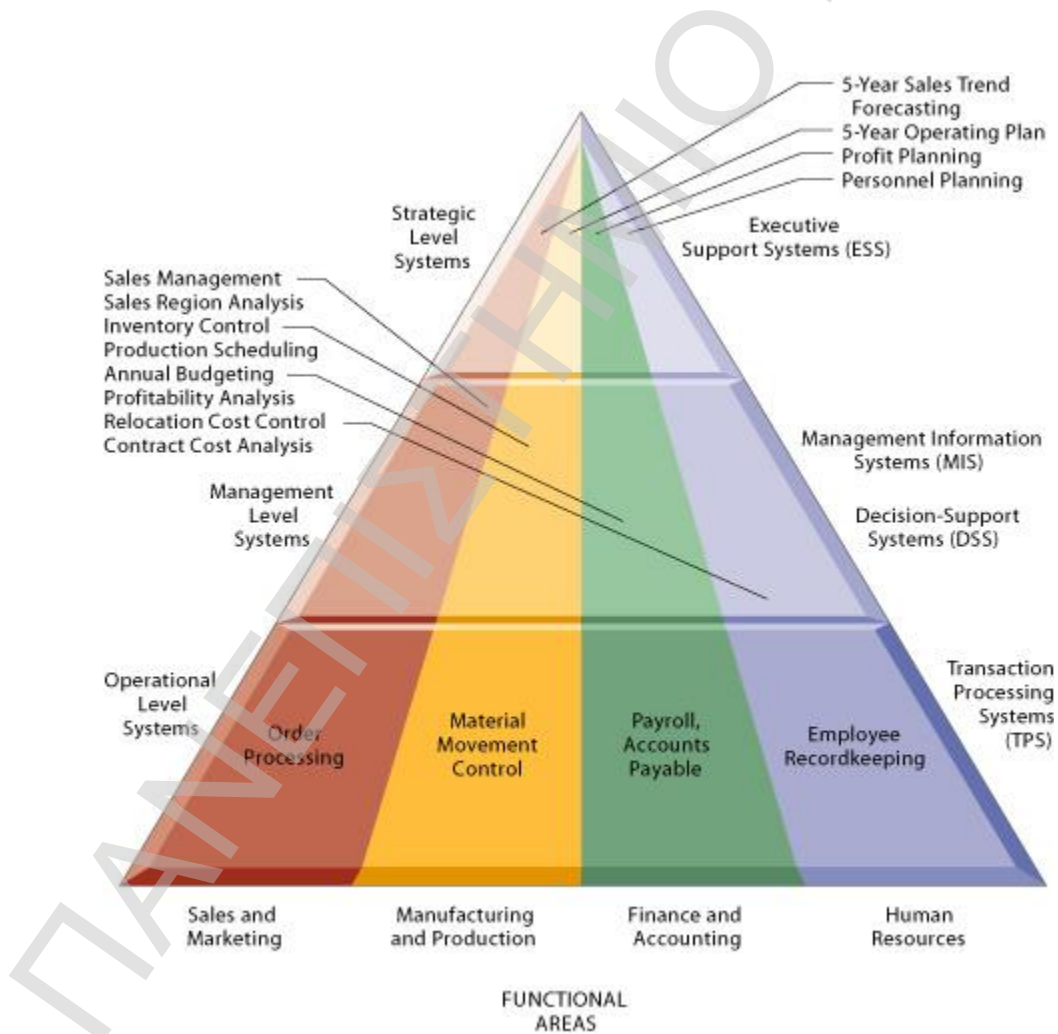 5-Year Sales Trend
Forecasting
5-Year Operating Plan
Profit Planning
Personnel Planning
Strategic
Level
Systems
Executive
Support Systems (ESS)
Sales Management
Sales Region Analysis
Inventory Control
Production Scheduling
Annual Budgeting
Profitability Analysis
Relocation Cost Control
Contract Cost Analysis
Management Information
Systems (MIS)
Management
Level
Systems
Decision-Support
Systems (DSS)
Operational
Level
Systems
Transaction
Processing
Systems
(TPS)
Order
Processing
Material
Movement
Control
Payroll,
Accounts
Payable
Employee
Recordkeeping
Sales and
Marketing
Manufacturing
and Production
Finance and
Accounting
Human
Resources
FUNCTIONAL
AREAS
ΠΑΝΕΠΙΣΤΗΜΙΟ